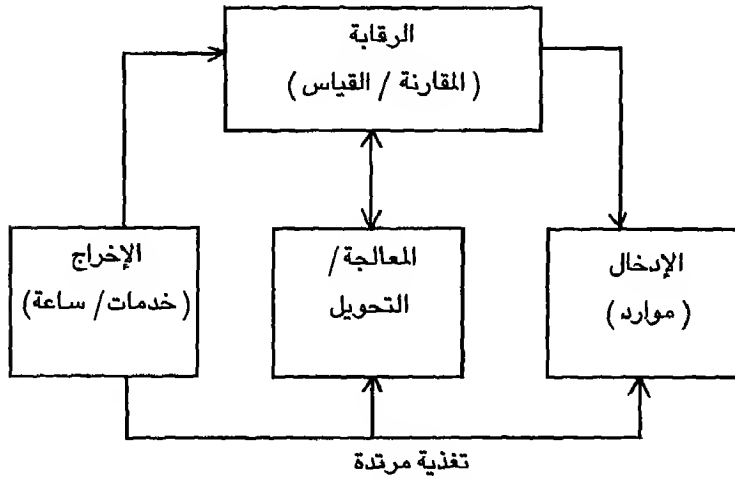 الرقابة
(المقارنة / القياس)
الإدخال
(موارد)
المعالجة/
التحويل
الإخراج
(خدمات/ ساعة)
تغذية مرتدة